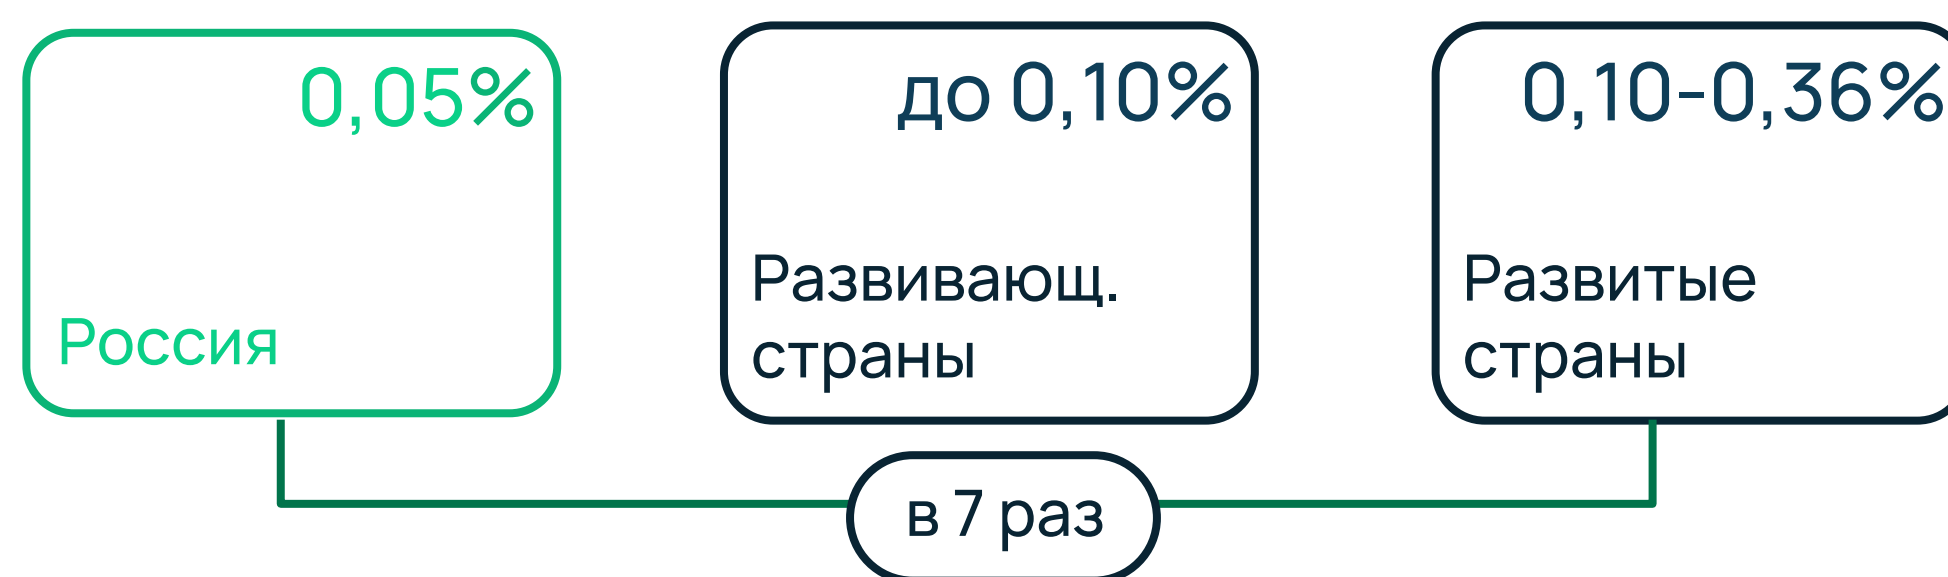 0,05%
Россия
до 0,10%
Развивающ.
страны
0,10-0,36%
Развитые
страны
в 7 раз